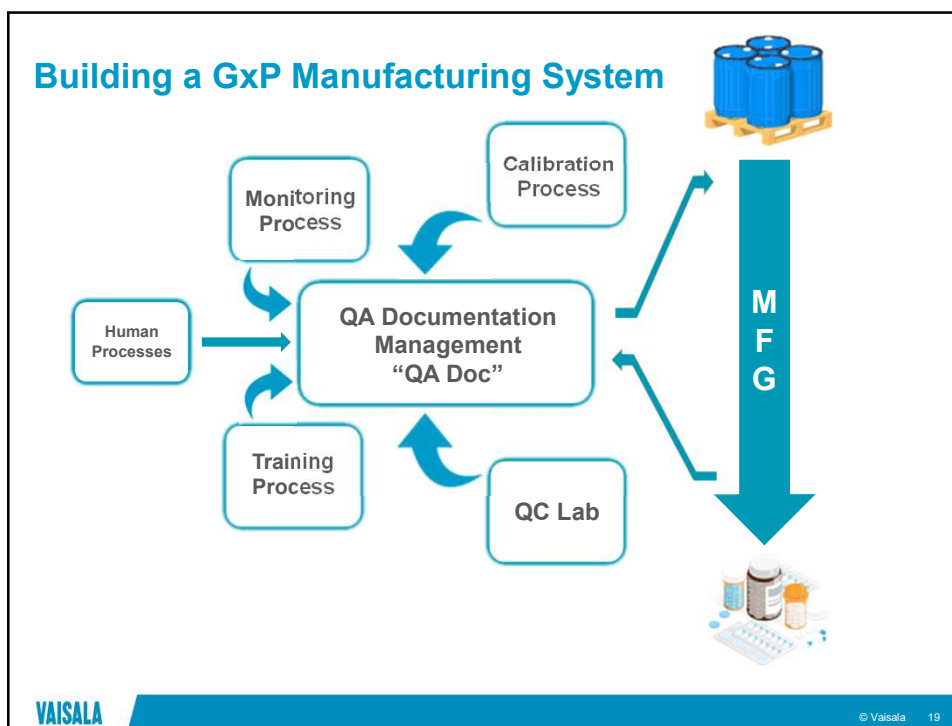 Building a GxP Manufacturing System
Calibration
Process
Monitoring
Process
QA Documentation
Management
“QA Doc”
Human
Processes
Training
Process
QC Lab
M
F
G
VAISALA
© Vaisala 19